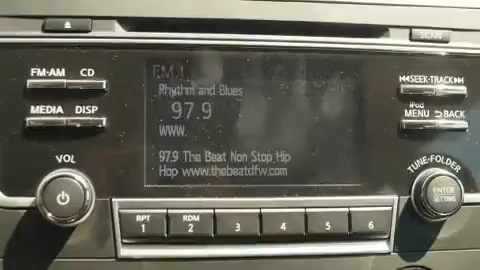 SCAN
FM·AM CD
MEDIA DISP
FM 1
Rhythm and Blues
97.9
WWW.
97.9 The Beat Non Stop Hip
Hop www.thebeatdfw.com
SEEK·TRACK
iPod
MENU BACK
VOL
TUNE·FOLDER
ENTER
SETTING
RPT RDM
1 2 3 4 5 6